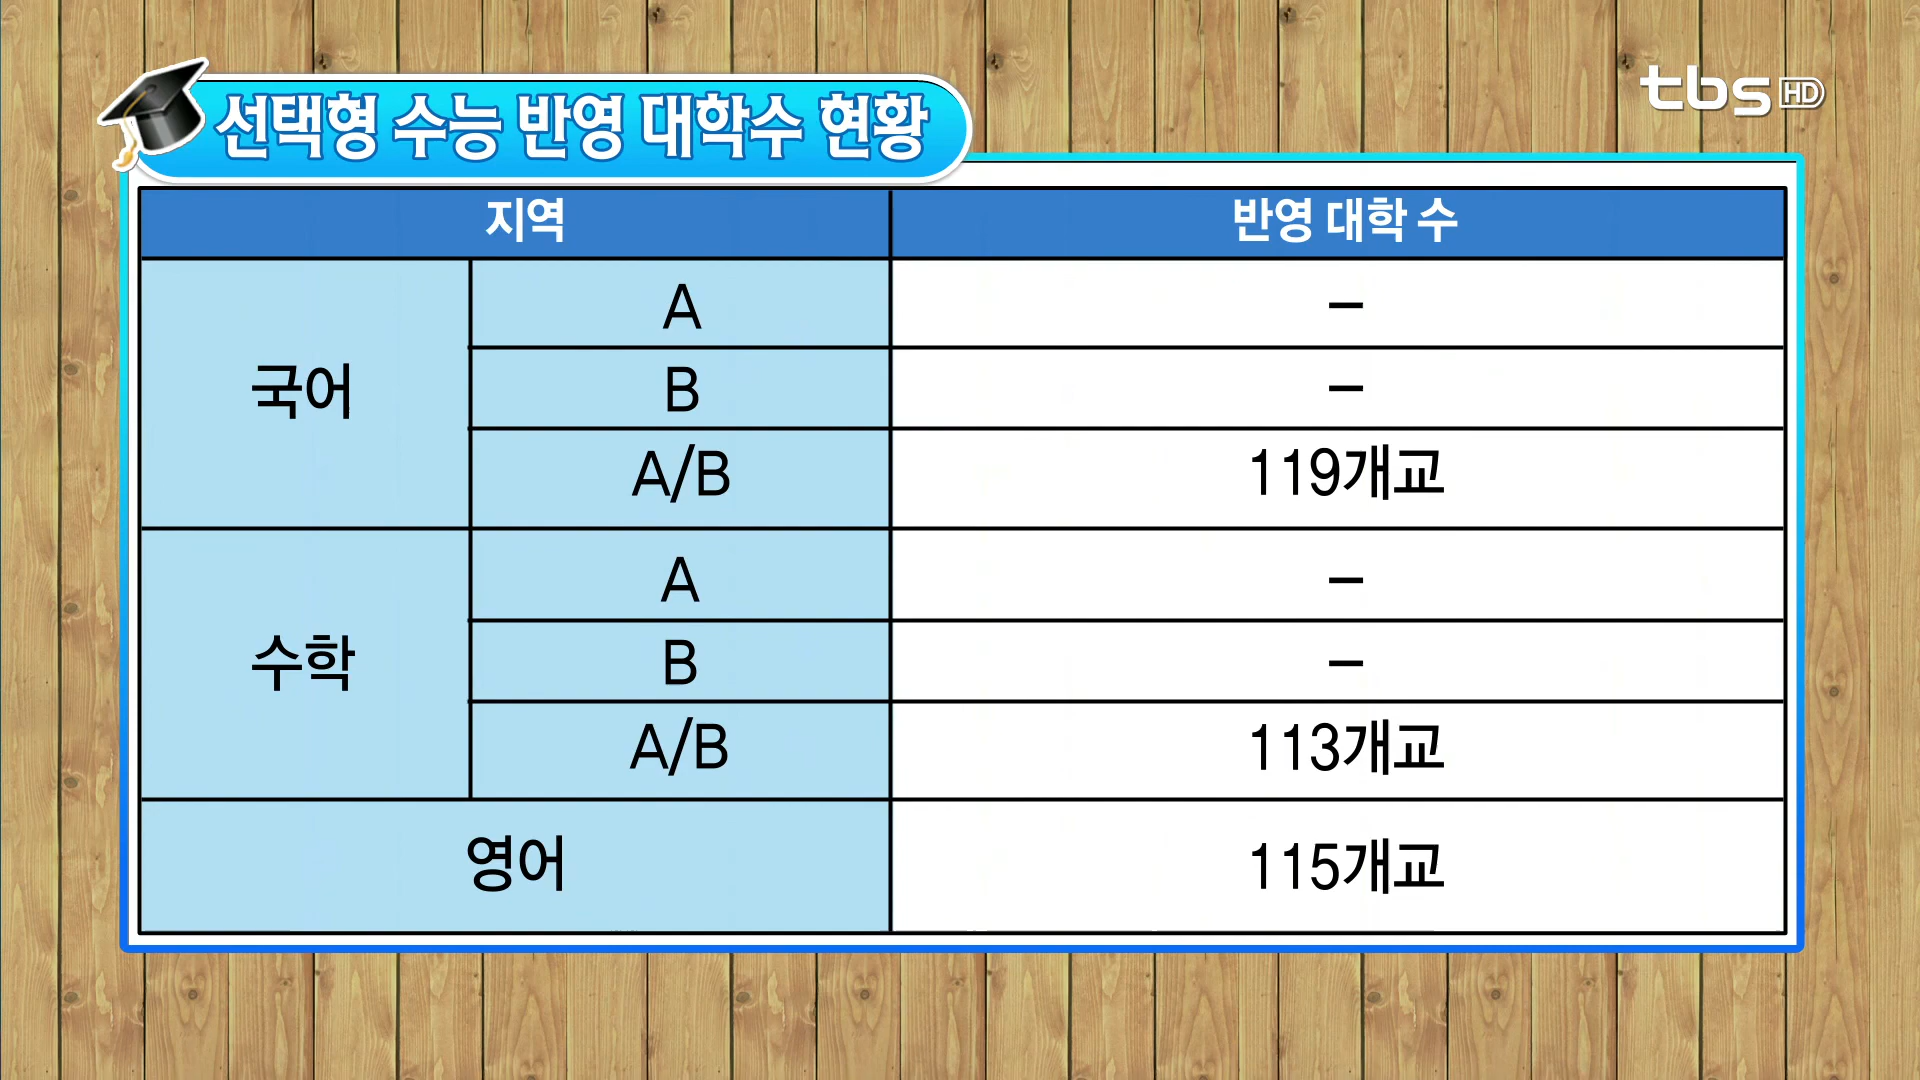 선택형 수능 반영 대학수 현황
tbs HD
지역 반영 대학 수
국어
A –
B –
A/B 119개교
수학
A –
B –
A/B 113개교
영어 115개교